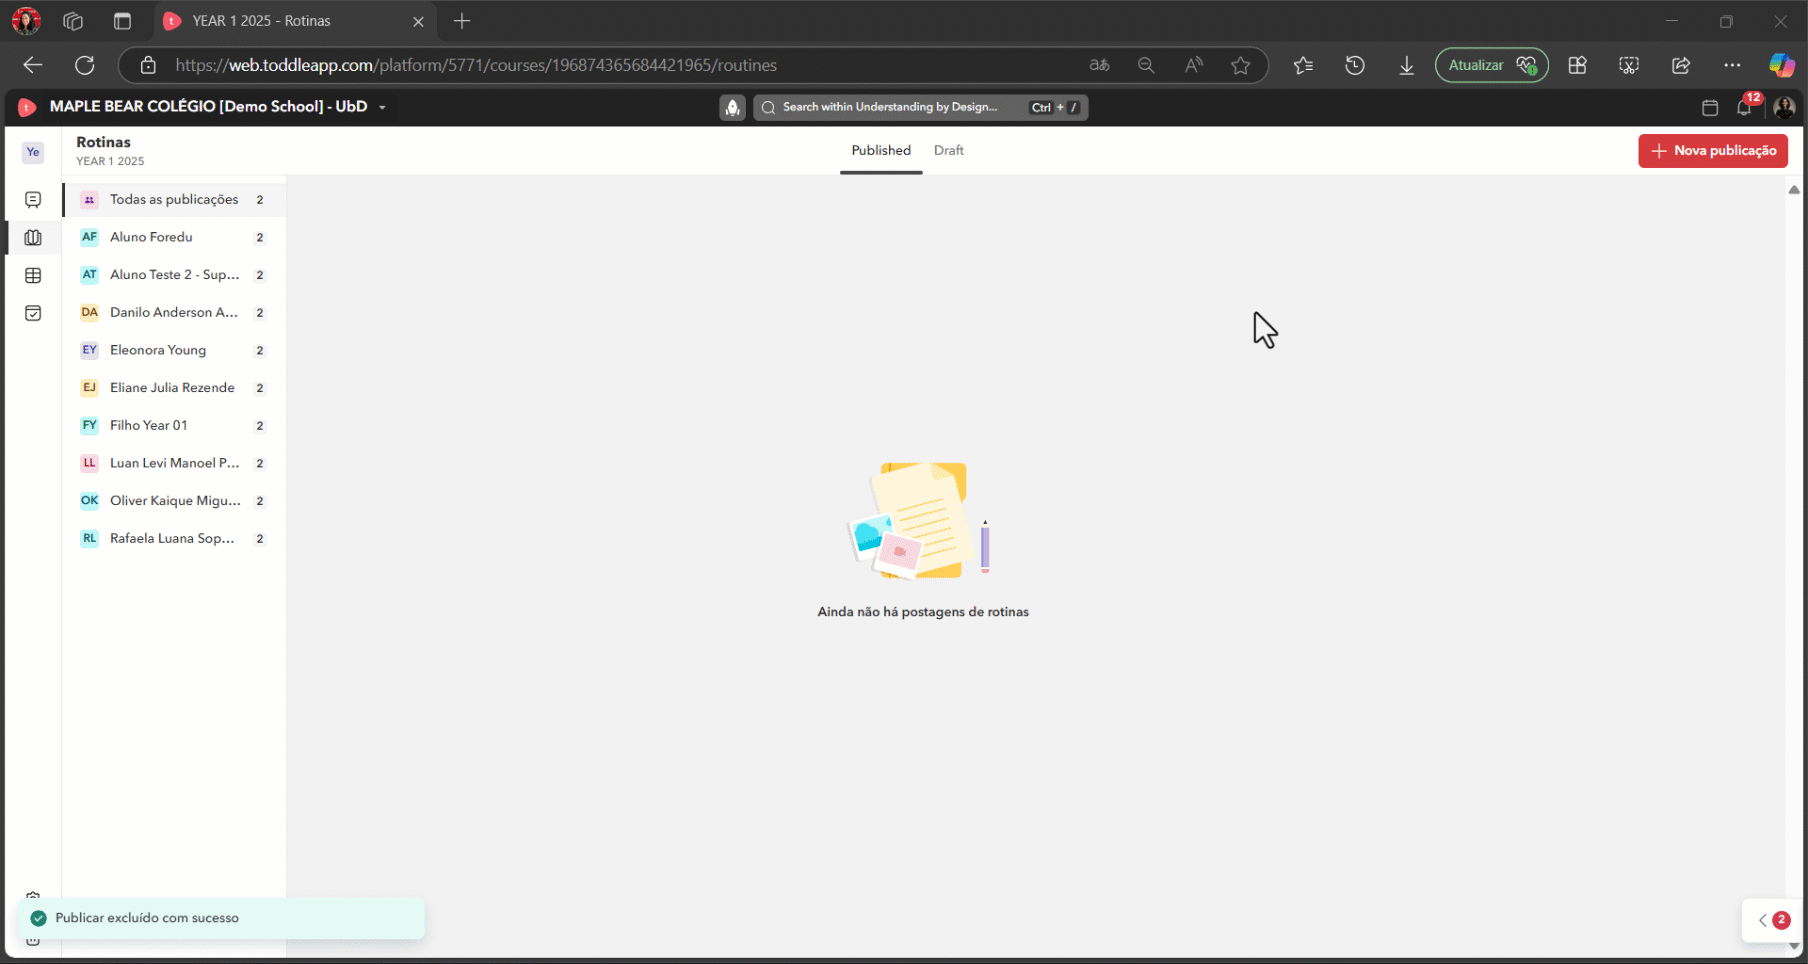 YEAR 1 2025 - Rotinas
https://web.toddleapp.com/platform/5771/courses/196874365684421965/routines
aあ
A
Atualizar
MAPLE BEAR COLÉGIO [Demo School] - UbD
Search within Understanding by Design...
Ctrl + /
12
Ye
Rotinas
YEAR 1 2025
Published
Draft
Nova publicação
Todas as publicações 2
AF Aluno Foredu 2
AT Aluno Teste 2 - Sup... 2
DA Danilo Anderson A... 2
EY Eleonora Young 2
EJ Eliane Julia Rezende 2
FY Filho Year 01 2
LL Luan Levi Manoel P... 2
OK Oliver Kaique Migu... 2
RL Rafaela Luana Sop... 2
Ainda não há postagens de rotinas
Publicar excluído com sucesso
2